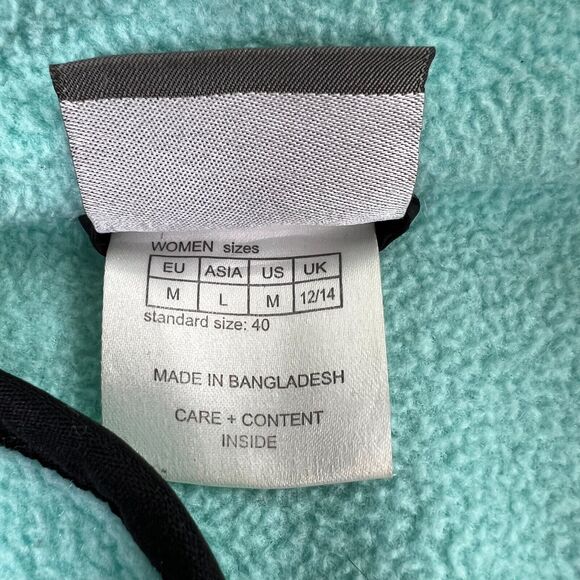 WOMEN sizes
EU ASIA US UK
M L M 12/14
standard size: 40
MADE IN BANGLADESH
CARE + CONTENT
INSIDE